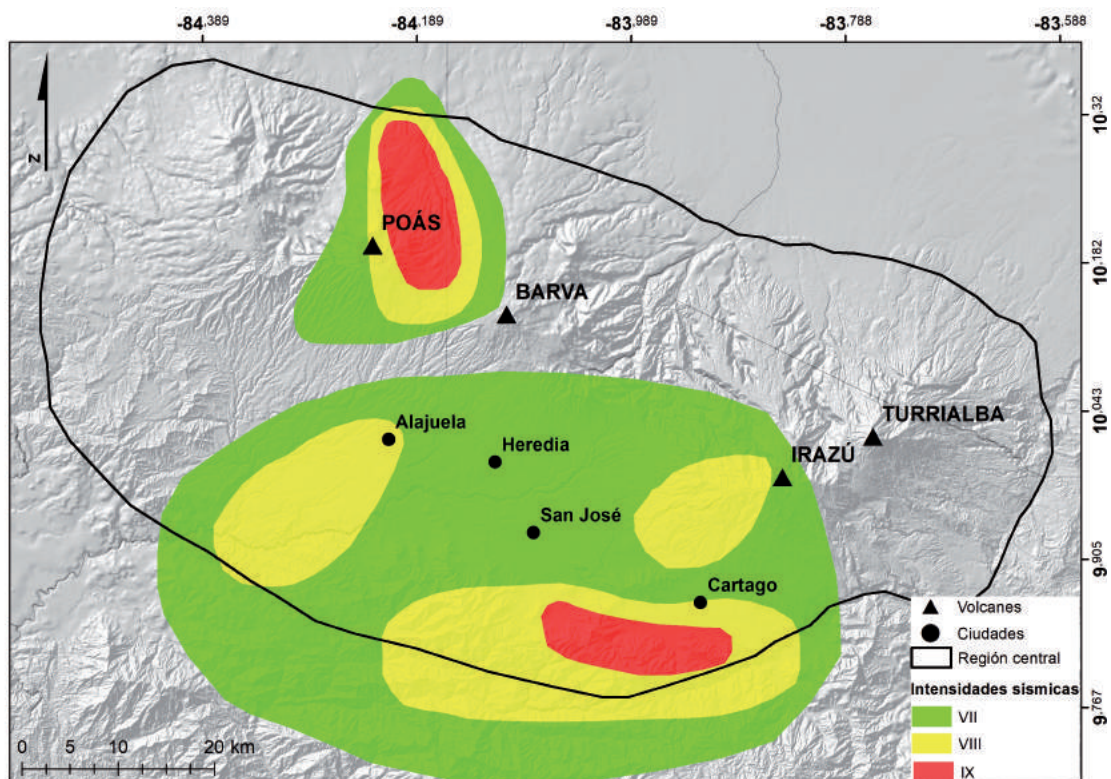 -84,389 -84,189 -83,989 -83,788 -83,588
N
10,32
POÁS
10,182
BARVA
10,043
TURRIALBA
Alajuela
Heredia
IRAZÚ
San José
9,905
Cartago
Volcanes
Ciudades
Región central
Intensidades sísmicas
9,767
VII
VIII
IX
0 5 10 20 km